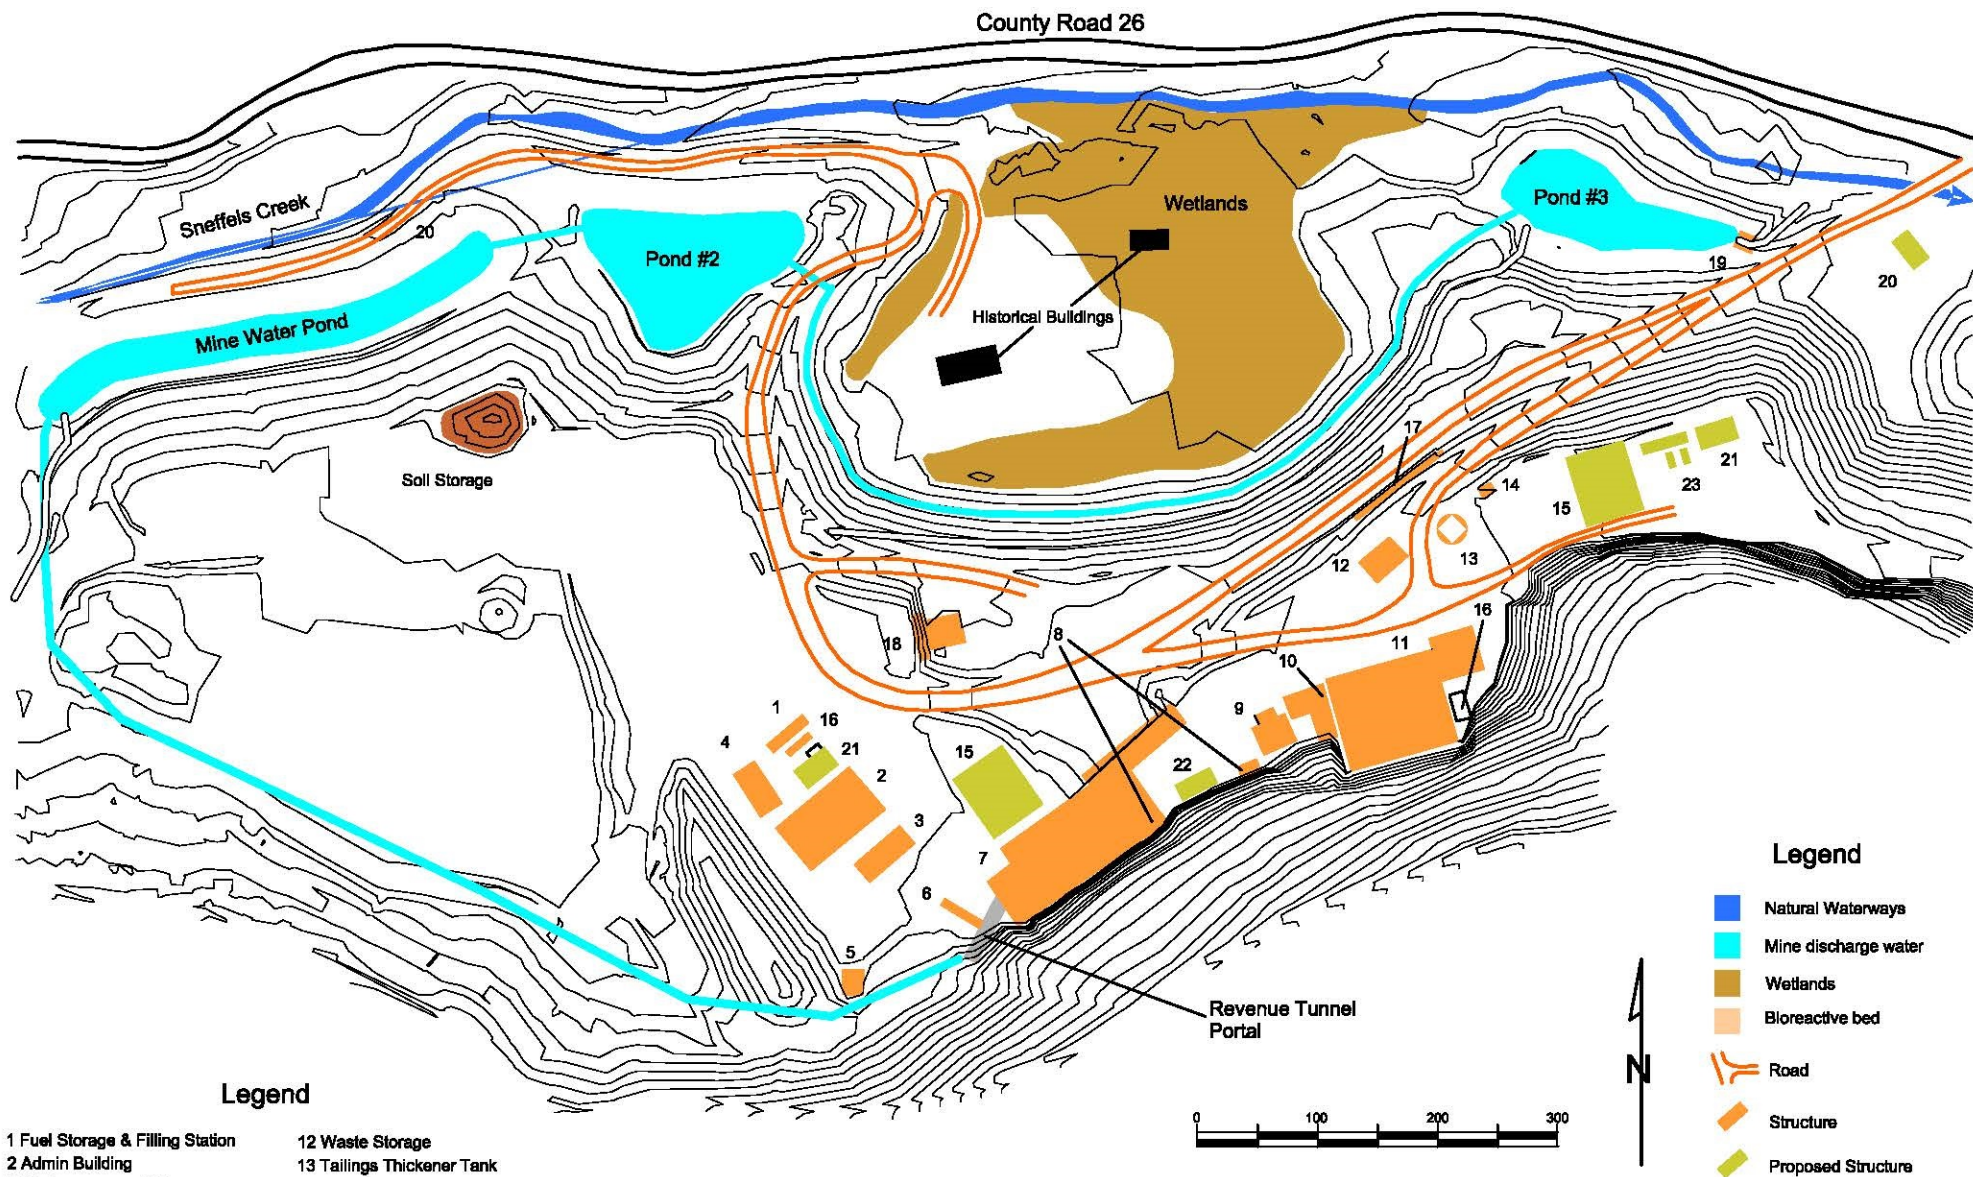 County Road 26
Sneffels Creek
20
Mine Water Pond
Pond #2
Wetlands
Historical Buildings
Pond #3
19
20
Soil Storage
17
14
15
23
21
12
13
16
11
10
9
8
18
1
16
21
4
2
3
15
22
7
6
5
Revenue Tunnel
Portal
Legend
Natural Waterways
Mine discharge water
Wetlands
Bioreactive bed
Road
Structure
Proposed Structure
N
0 100 200 300
Legend
1 Fuel Storage & Filling Station
2 Admin Building
12 Waste Storage
13 Tailings Thickener Tank